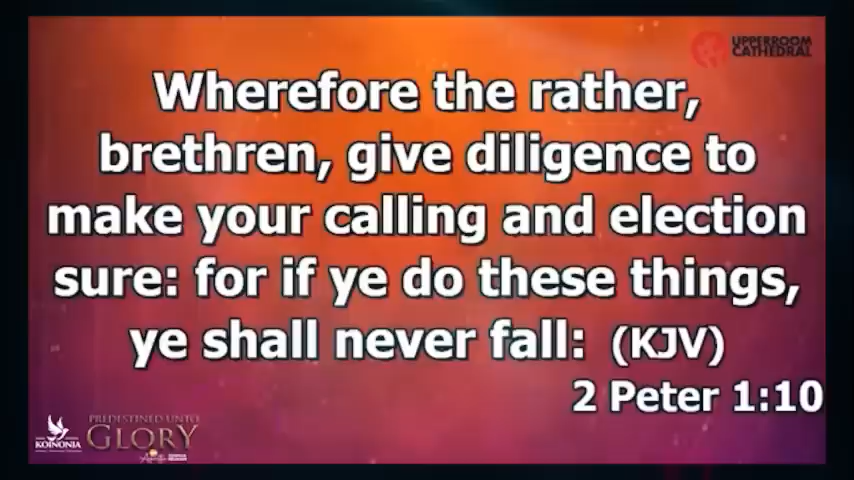 UPPERROOM
CATHEDRAL
Wherefore the rather,
brethren, give diligence to
make your calling and election
sure: for if ye do these things,
ye shall never fall: (KJV)
2 Peter 1:10
KOINONIA
PREDESTINED UNTO
GLORY